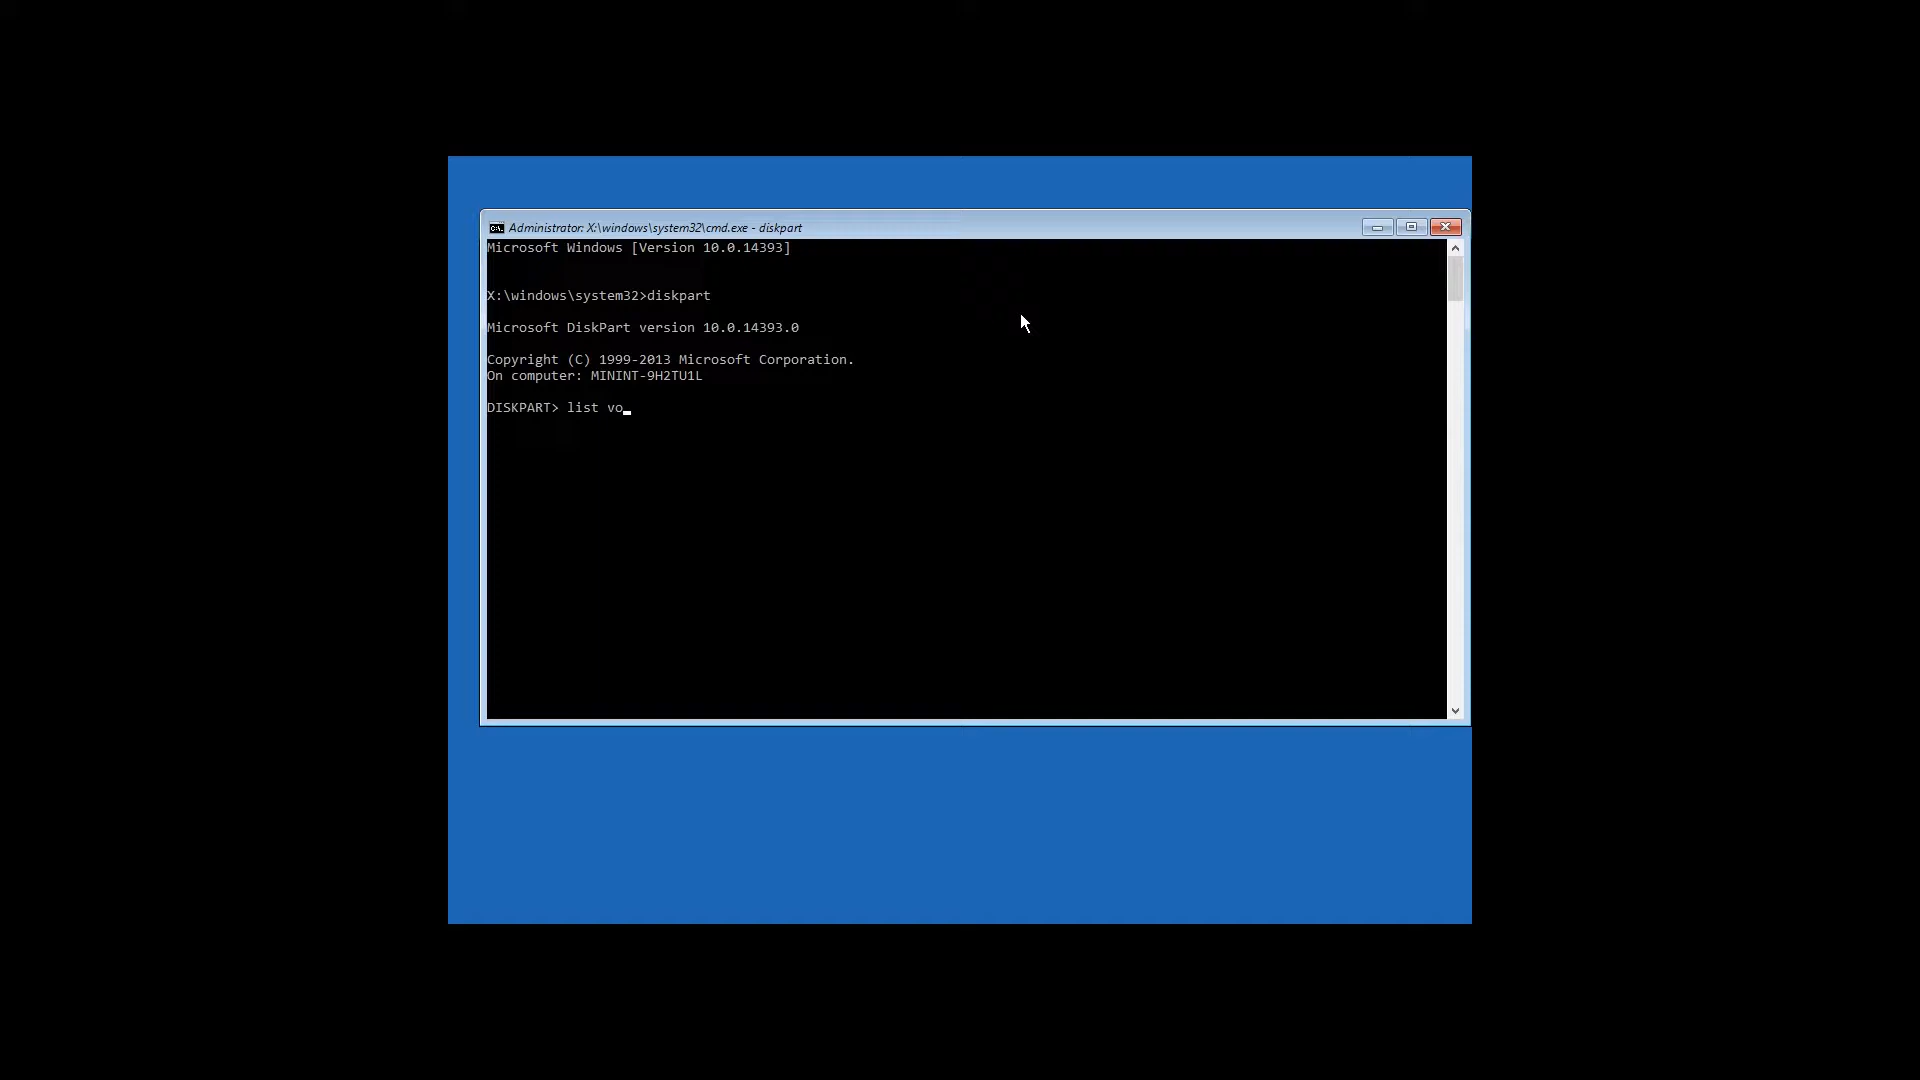 Administrator: X:\windows\system32\cmd.exe - diskpart
Microsoft Windows [Version 10.0.14393]
X:\windows\system32>diskpart
Microsoft DiskPart version 10.0.14393.0
Copyright (C) 1999-2013 Microsoft Corporation.
On computer: MININT-9H2TU1L
DISKPART> list vo